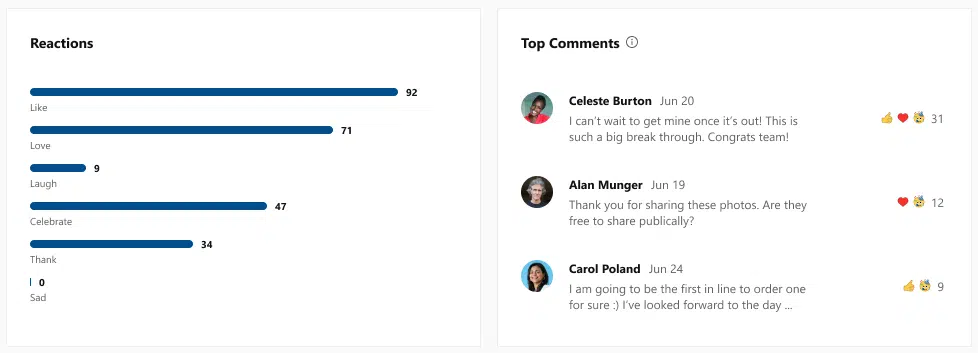 Reactions
92
Like
71
Love
9
Laugh
47
Celebrate
34
Thank
0
Sad
Top Comments
Celeste Burton Jun 20
I can't wait to get mine once it's out! This is
such a big break through. Congrats team!
31
Alan Munger Jun 19
Thank you for sharing these photos. Are they
free to share publically?
12
Carol Poland Jun 24
I am going to be the first in line to order one
for sure :) I've looked forward to the day ...
9